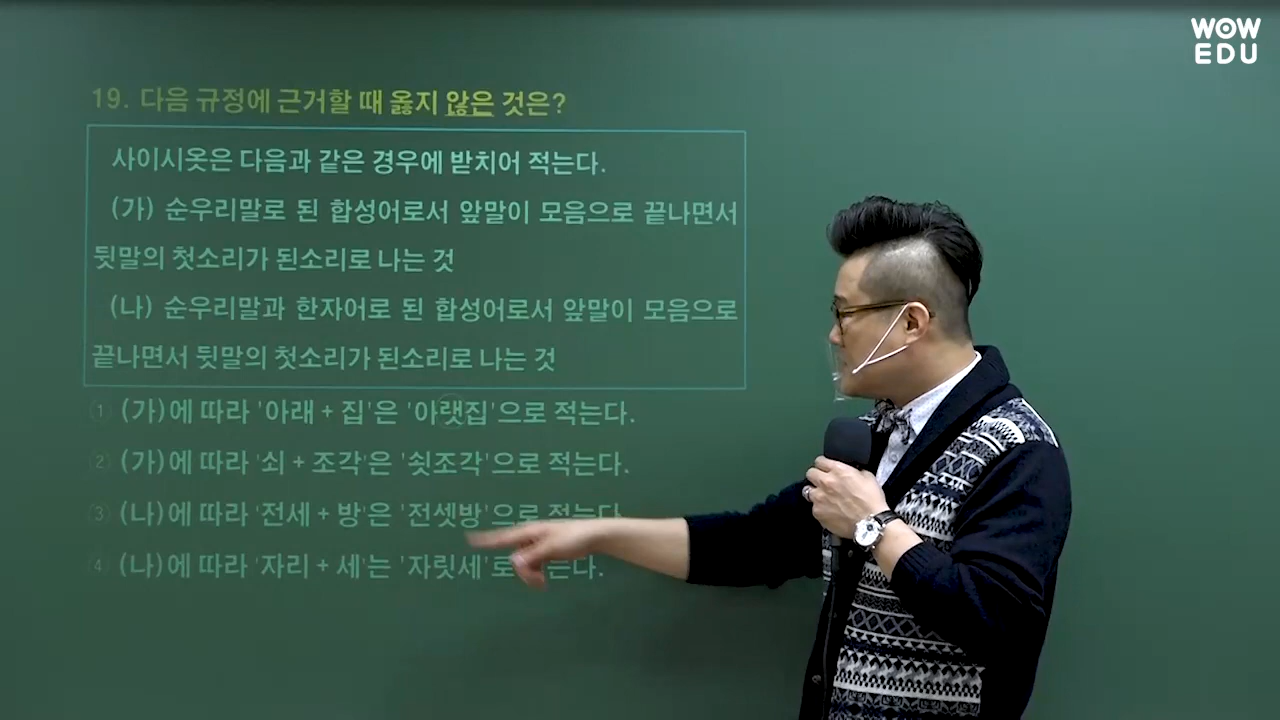 WOW
EDU
19. 다음 규정에 근거할 때 옳지 않은 것은?
사이시옷은 다음과 같은 경우에 받치어 적는다.
(가) 순우리말로 된 합성어로서 앞말이 모음으로 끝나면서
뒷말의 첫소리가 된소리로 나는 것
(나) 순우리말과 한자어로 된 합성어로서 앞말이 모음으로
끝나면서 뒷말의 첫소리가 된소리로 나는 것
① (가)에 따라 '아래 + 집'은 '아랫집'으로 적는다.
② (가)에 따라 '쇠 + 조각'은 '쇳조각'으로 적는다.
③ (나)에 따라 '전세 + 방'은 '전셋방'으로 적는다.
④ (나)에 따라 '자리 + 세'는 '자릿세'로 적는다.